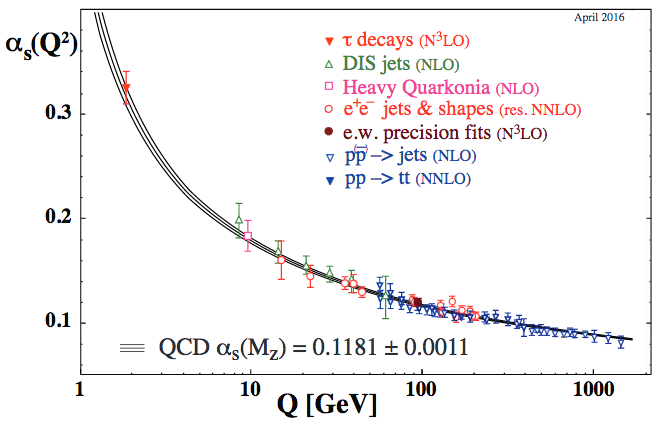 April 2016
αs(Q²)
τ decays (N³LO)
DIS jets (NLO)
Heavy Quarkonia (NLO)
e⁺e⁻ jets & shapes (res. NNLO)
e.w. precision fits (N³LO)
pp(–) –> jets (NLO)
pp –> tt (NNLO)
0.3
0.2
0.1
QCD αs(Mz) = 0.1181 ± 0.0011
1 10 100 1000
Q [GeV]